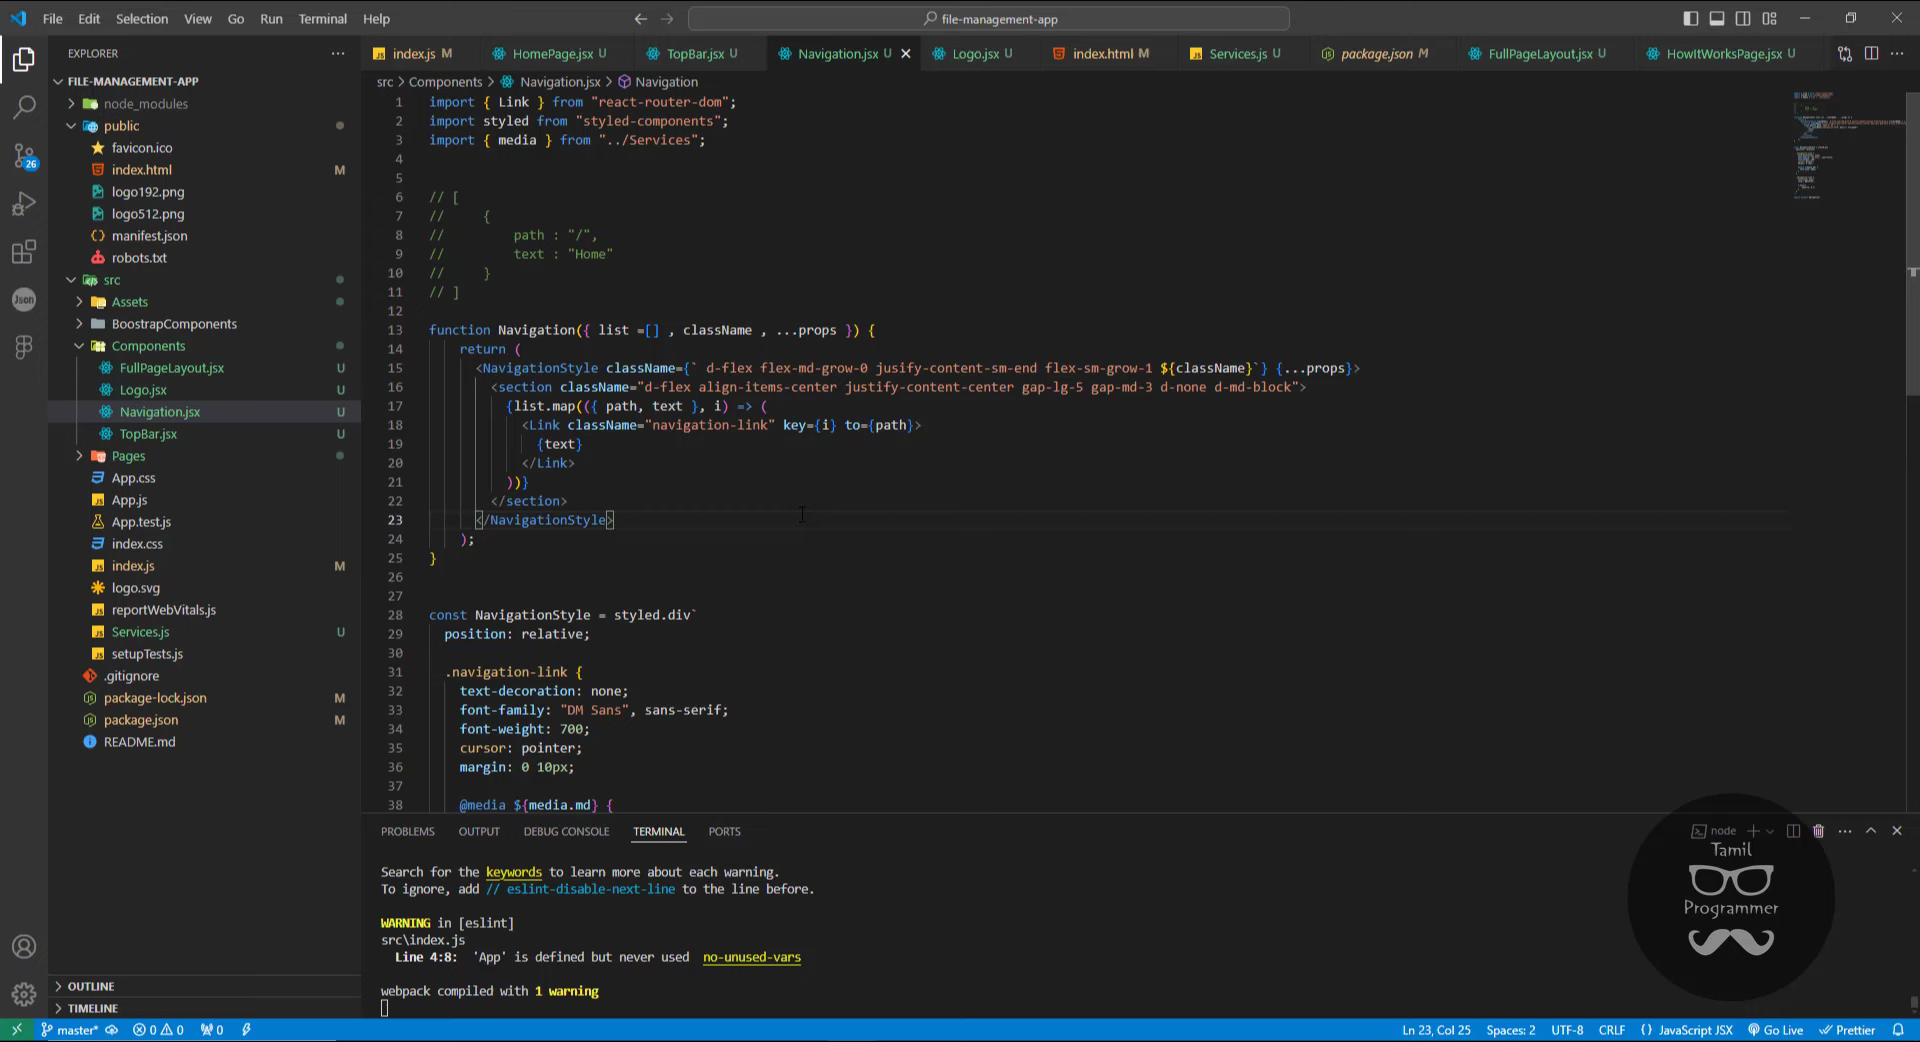 File Edit Selection View Go Run Terminal Help
file-management-app
EXPLORER
FILE-MANAGEMENT-APP
node_modules
public
favicon.ico
index.html M
logo192.png
logo512.png
manifest.json
robots.txt
src
Assets
BoostrapComponents
Components
FullPageLayout.jsx U
Logo.jsx U
Navigation.jsx U
TopBar.jsx U
Pages
App.css
App.js
App.test.js
index.css
index.js M
logo.svg
reportWebVitals.js
Services.js U
setupTests.js
.gitignore
package-lock.json M
package.json M
README.md
OUTLINE
TIMELINE
26
Json
index.js M HomePage.jsx U TopBar.jsx U Navigation.jsx U Logo.jsx U index.html M Services.js U package.json M FullPageLayout.jsx U HowItWorksPage.jsx U
src > Components > Navigation.jsx > Navigation
1 import { Link } from "react-router-dom";
2 import styled from "styled-components";
3 import { media } from "../Services";
4
5
6 // [
7 // {
8 // path : "/",
9 // text : "Home"
10 // }
11 // ]
12
13 function Navigation({ list =[] , className , ...props }) {
14 return (
15 <NavigationStyle className={` d-flex flex-md-grow-0 jusify-content-sm-end flex-sm-grow-1 ${className}`} {...props}>
16 <section className="d-flex align-items-center justify-content-center gap-lg-5 gap-md-3 d-none d-md-block">
17 {list.map(({ path, text }, i) => (
18 <Link className="navigation-link" key={i} to={path}>
19 {text}
20 </Link>
21 ))}
22 </section>
23 </NavigationStyle>
24 );
25 }
26
27
28 const NavigationStyle = styled.div`
29 position: relative;
30
31 .navigation-link {
32 text-decoration: none;
33 font-family: "DM Sans", sans-serif;
34 font-weight: 700;
35 cursor: pointer;
36 margin: 0 10px;
37
38 @media ${media.md} {
PROBLEMS OUTPUT DEBUG CONSOLE TERMINAL PORTS
node
Search for the keywords to learn more about each warning.
To ignore, add // eslint-disable-next-line to the line before.
WARNING in [eslint]
src\index.js
Line 4:8: 'App' is defined but never used no-unused-vars
webpack compiled with 1 warning
Tamil
Programmer
master* 0 0 0 Ln 23, Col 25 Spaces: 2 UTF-8 CRLF {} JavaScript JSX Go Live Prettier